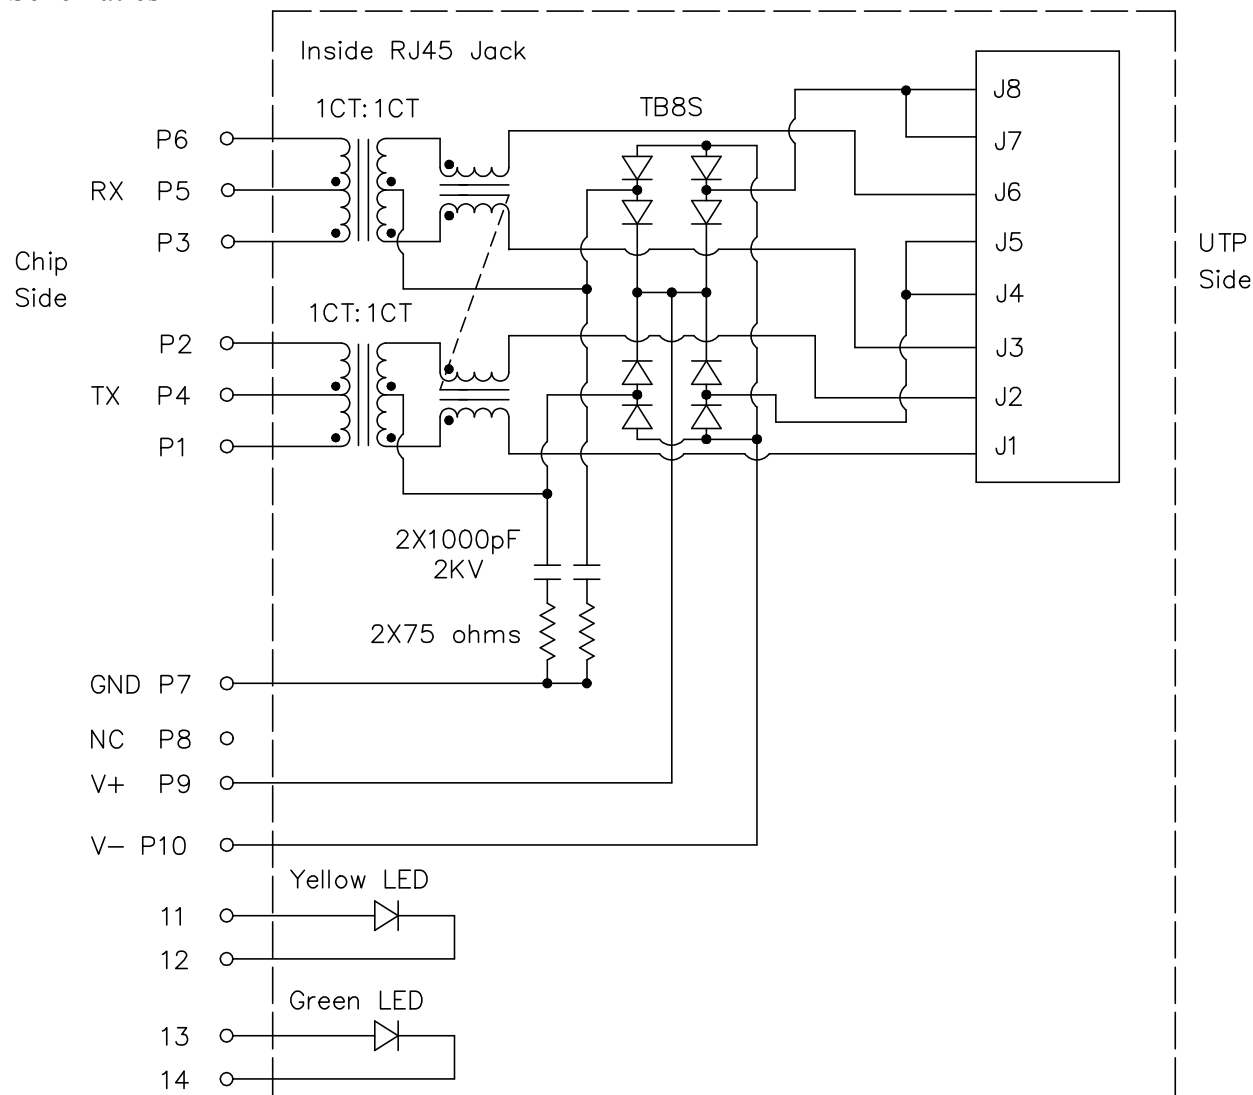 Inside RJ45 Jack
1CT:1CT
TB8S
J8
P6
J7
RX P5
J6
P3
J5
UTP
Side
Chip
Side
J4
1CT:1CT
P2
J3
TX P4
J2
P1
J1
2X1000pF
2KV
2X75 ohms
GND P7
NC P8
V+ P9
V− P10
Yellow LED
11
12
Green LED
13
14